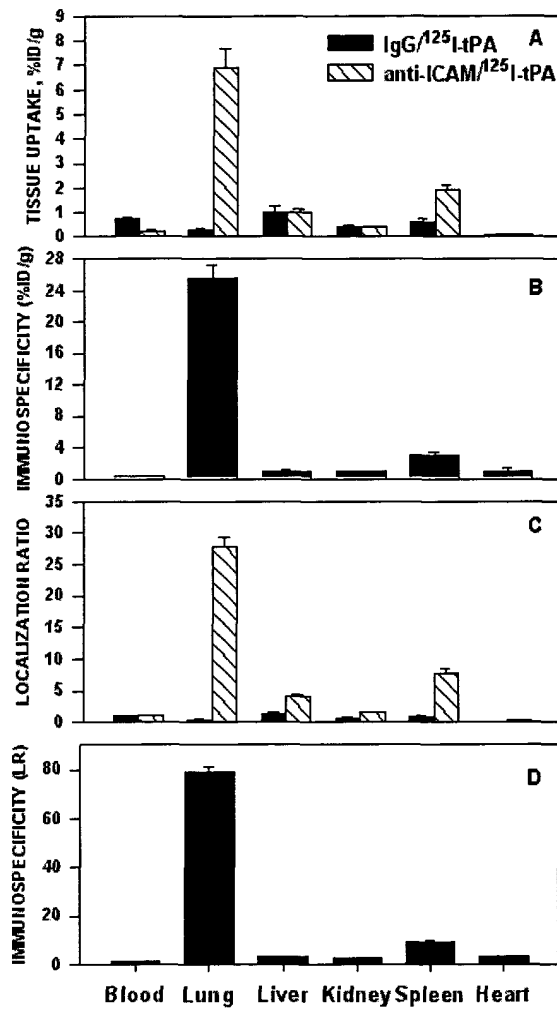 TISSUE UPTAKE, %ID/g
9
8
7
6
5
4
3
2
1
0
IgG/¹²⁵I-tPA
anti-ICAM/¹²⁵I-tPA
A
IMMUNOSPECIFICITY (%ID/g)
28
24
20
16
12
8
4
0
B
LOCALIZATION RATIO
35
30
25
20
15
10
5
0
C
IMMUNOSPECIFICITY (LR)
80
60
40
20
0
D
Blood Lung Liver Kidney Spleen Heart